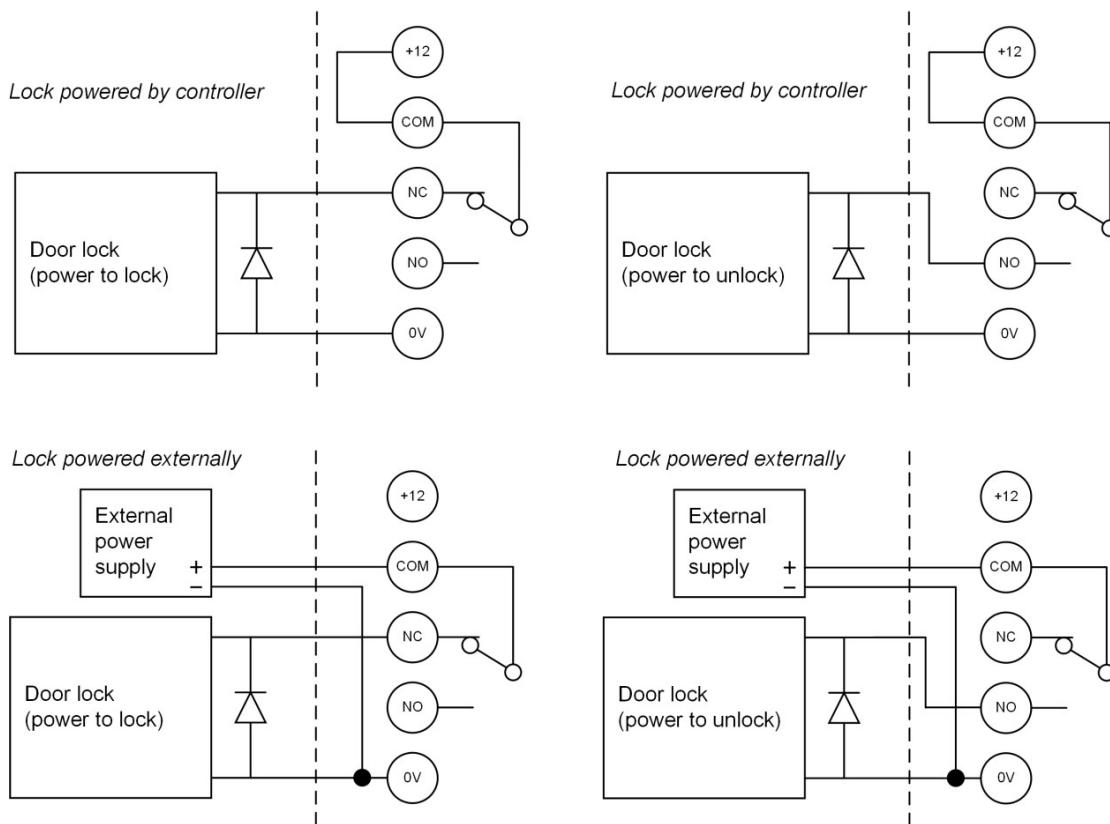 Lock powered by controller
+12
COM
NC
NO
0V
Door lock
(power to lock)
Lock powered by controller
+12
COM
NC
NO
0V
Door lock
(power to unlock)
Lock powered externally
External
power
supply
+
−
+12
COM
NC
NO
0V
Door lock
(power to lock)
Lock powered externally
External
power
supply
+
−
+12
COM
NC
NO
0V
Door lock
(power to unlock)